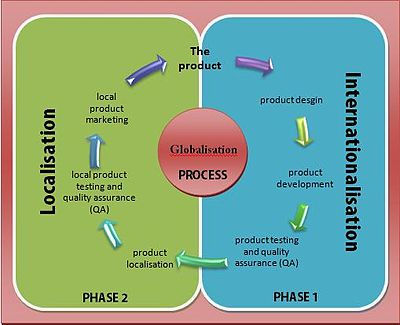 The
product
product desgin
product
development
product testing
and quality
assurance (QA)
product
localisation
local product
testing and
quality assurance
(QA)
local
product
marketing
Globalisation
PROCESS
Localisation
Internationalisation
PHASE 2
PHASE 1